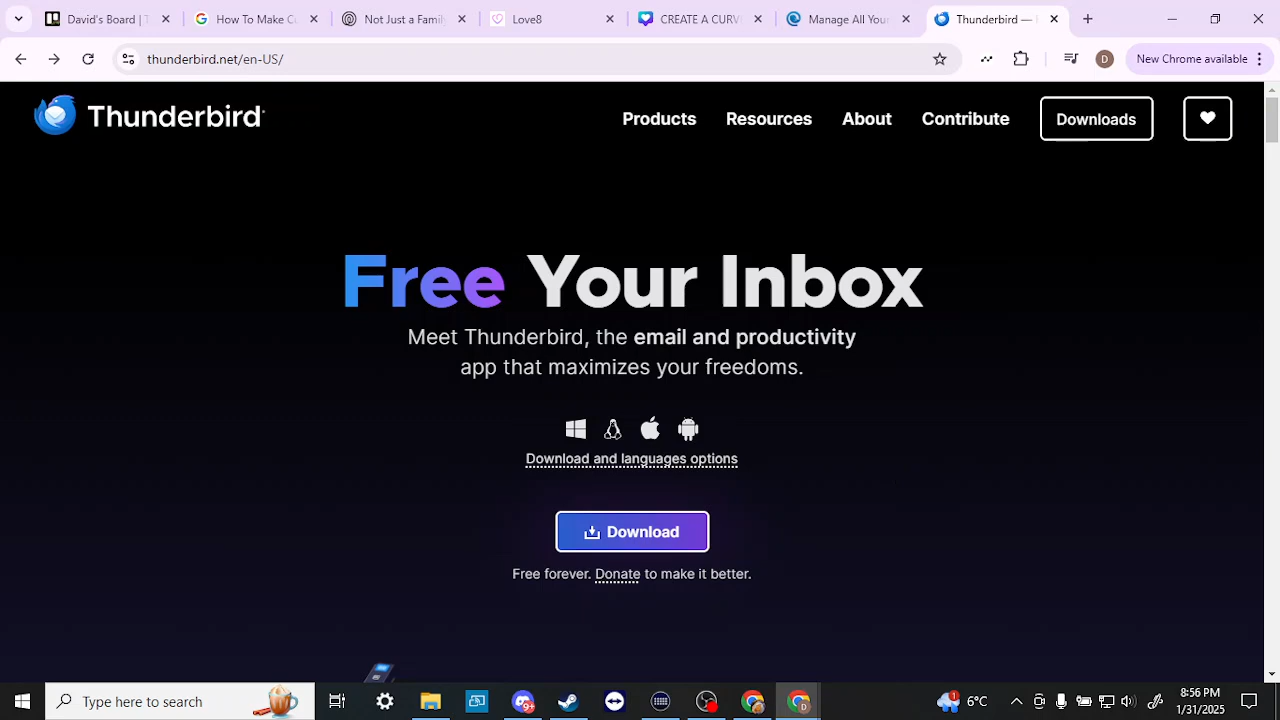 David's Board |
How To Make Cu
Not Just a Famil
Love8
CREATE A CURV
Manage All Your
Thunderbird — F
thunderbird.net/en-US/
D
New Chrome available
Thunderbird
Products
Resources
About
Contribute
Downloads
Free Your Inbox
Meet Thunderbird, the email and productivity
app that maximizes your freedoms.
Download and languages options
Download
Free forever. Donate to make it better.
Type here to search
9+
D
1
6°C
8:56 PM
1/31/2025